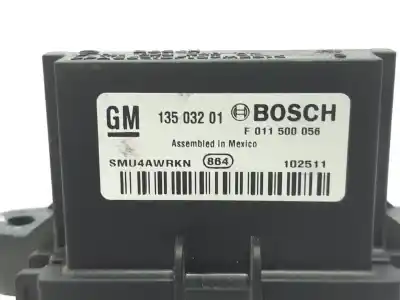 GM 135 032 01 BOSCH
F 011 500 056
Assembled in Mexico
SMU4AWRKN 864 102511